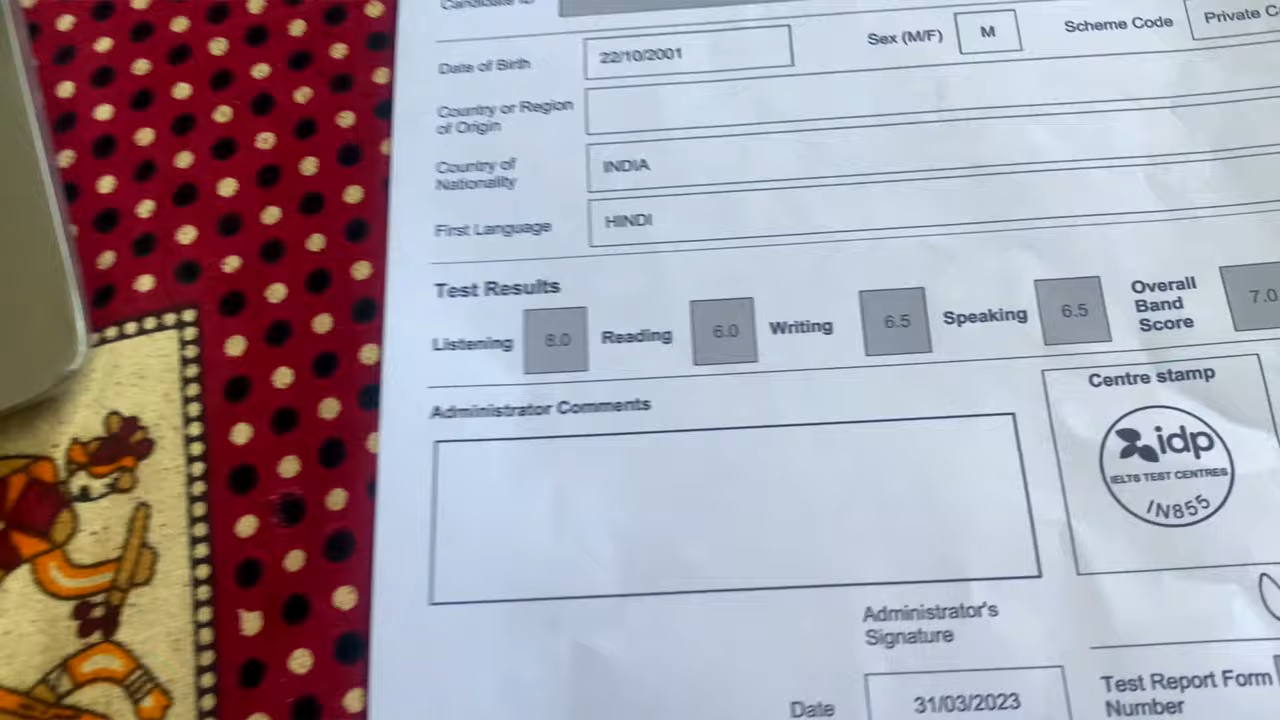 Candidate ID
Date of Birth 22/10/2001 Sex (M/F) M Scheme Code Private C
Country or Region
of Origin
Country of
Nationality INDIA
First Language HINDI
Test Results
Listening 8.0 Reading 6.0 Writing 6.5 Speaking 6.5 Overall
Band
Score 7.0
Administrator Comments
Centre stamp
idp
IELTS TEST CENTRES
IN855
Administrator's
Signature
Date 31/03/2023
Test Report Form
Number